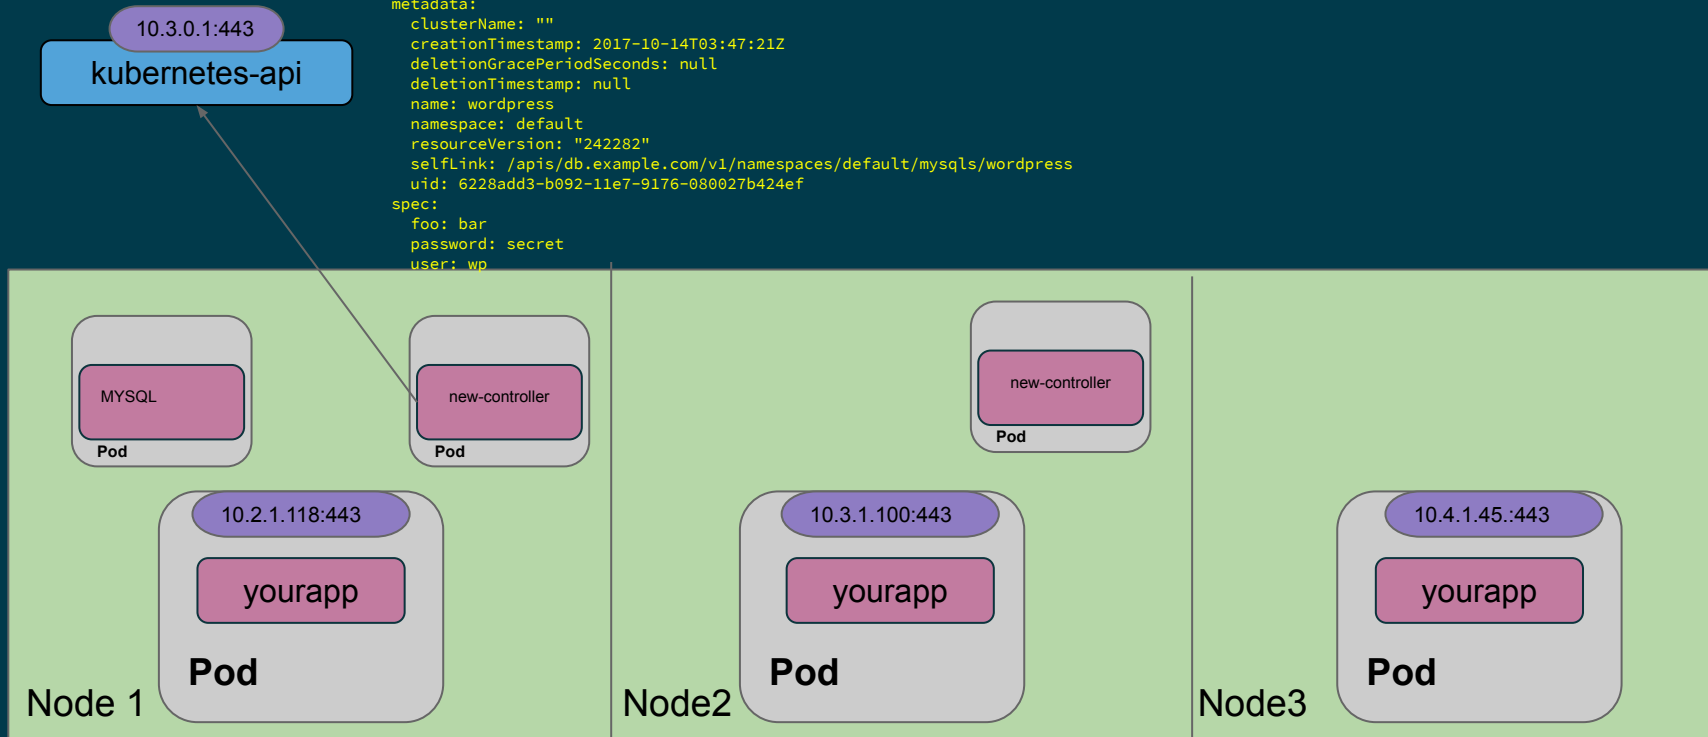 metadata:
clusterName: ""
creationTimestamp: 2017-10-14T03:47:21Z
deletionGracePeriodSeconds: null
deletionTimestamp: null
name: wordpress
namespace: default
resourceVersion: "242282"
selfLink: /apis/db.example.com/v1/namespaces/default/mysqls/wordpress
uid: 6228add3-b092-11e7-9176-080027b424ef
spec:
foo: bar
password: secret
user: wp
10.3.0.1:443
kubernetes-api
MYSQL
Pod
new-controller
Pod
new-controller
Pod
10.2.1.118:443
yourapp
Pod
Node 1
10.3.1.100:443
yourapp
Pod
Node2
10.4.1.45.:443
yourapp
Pod
Node3